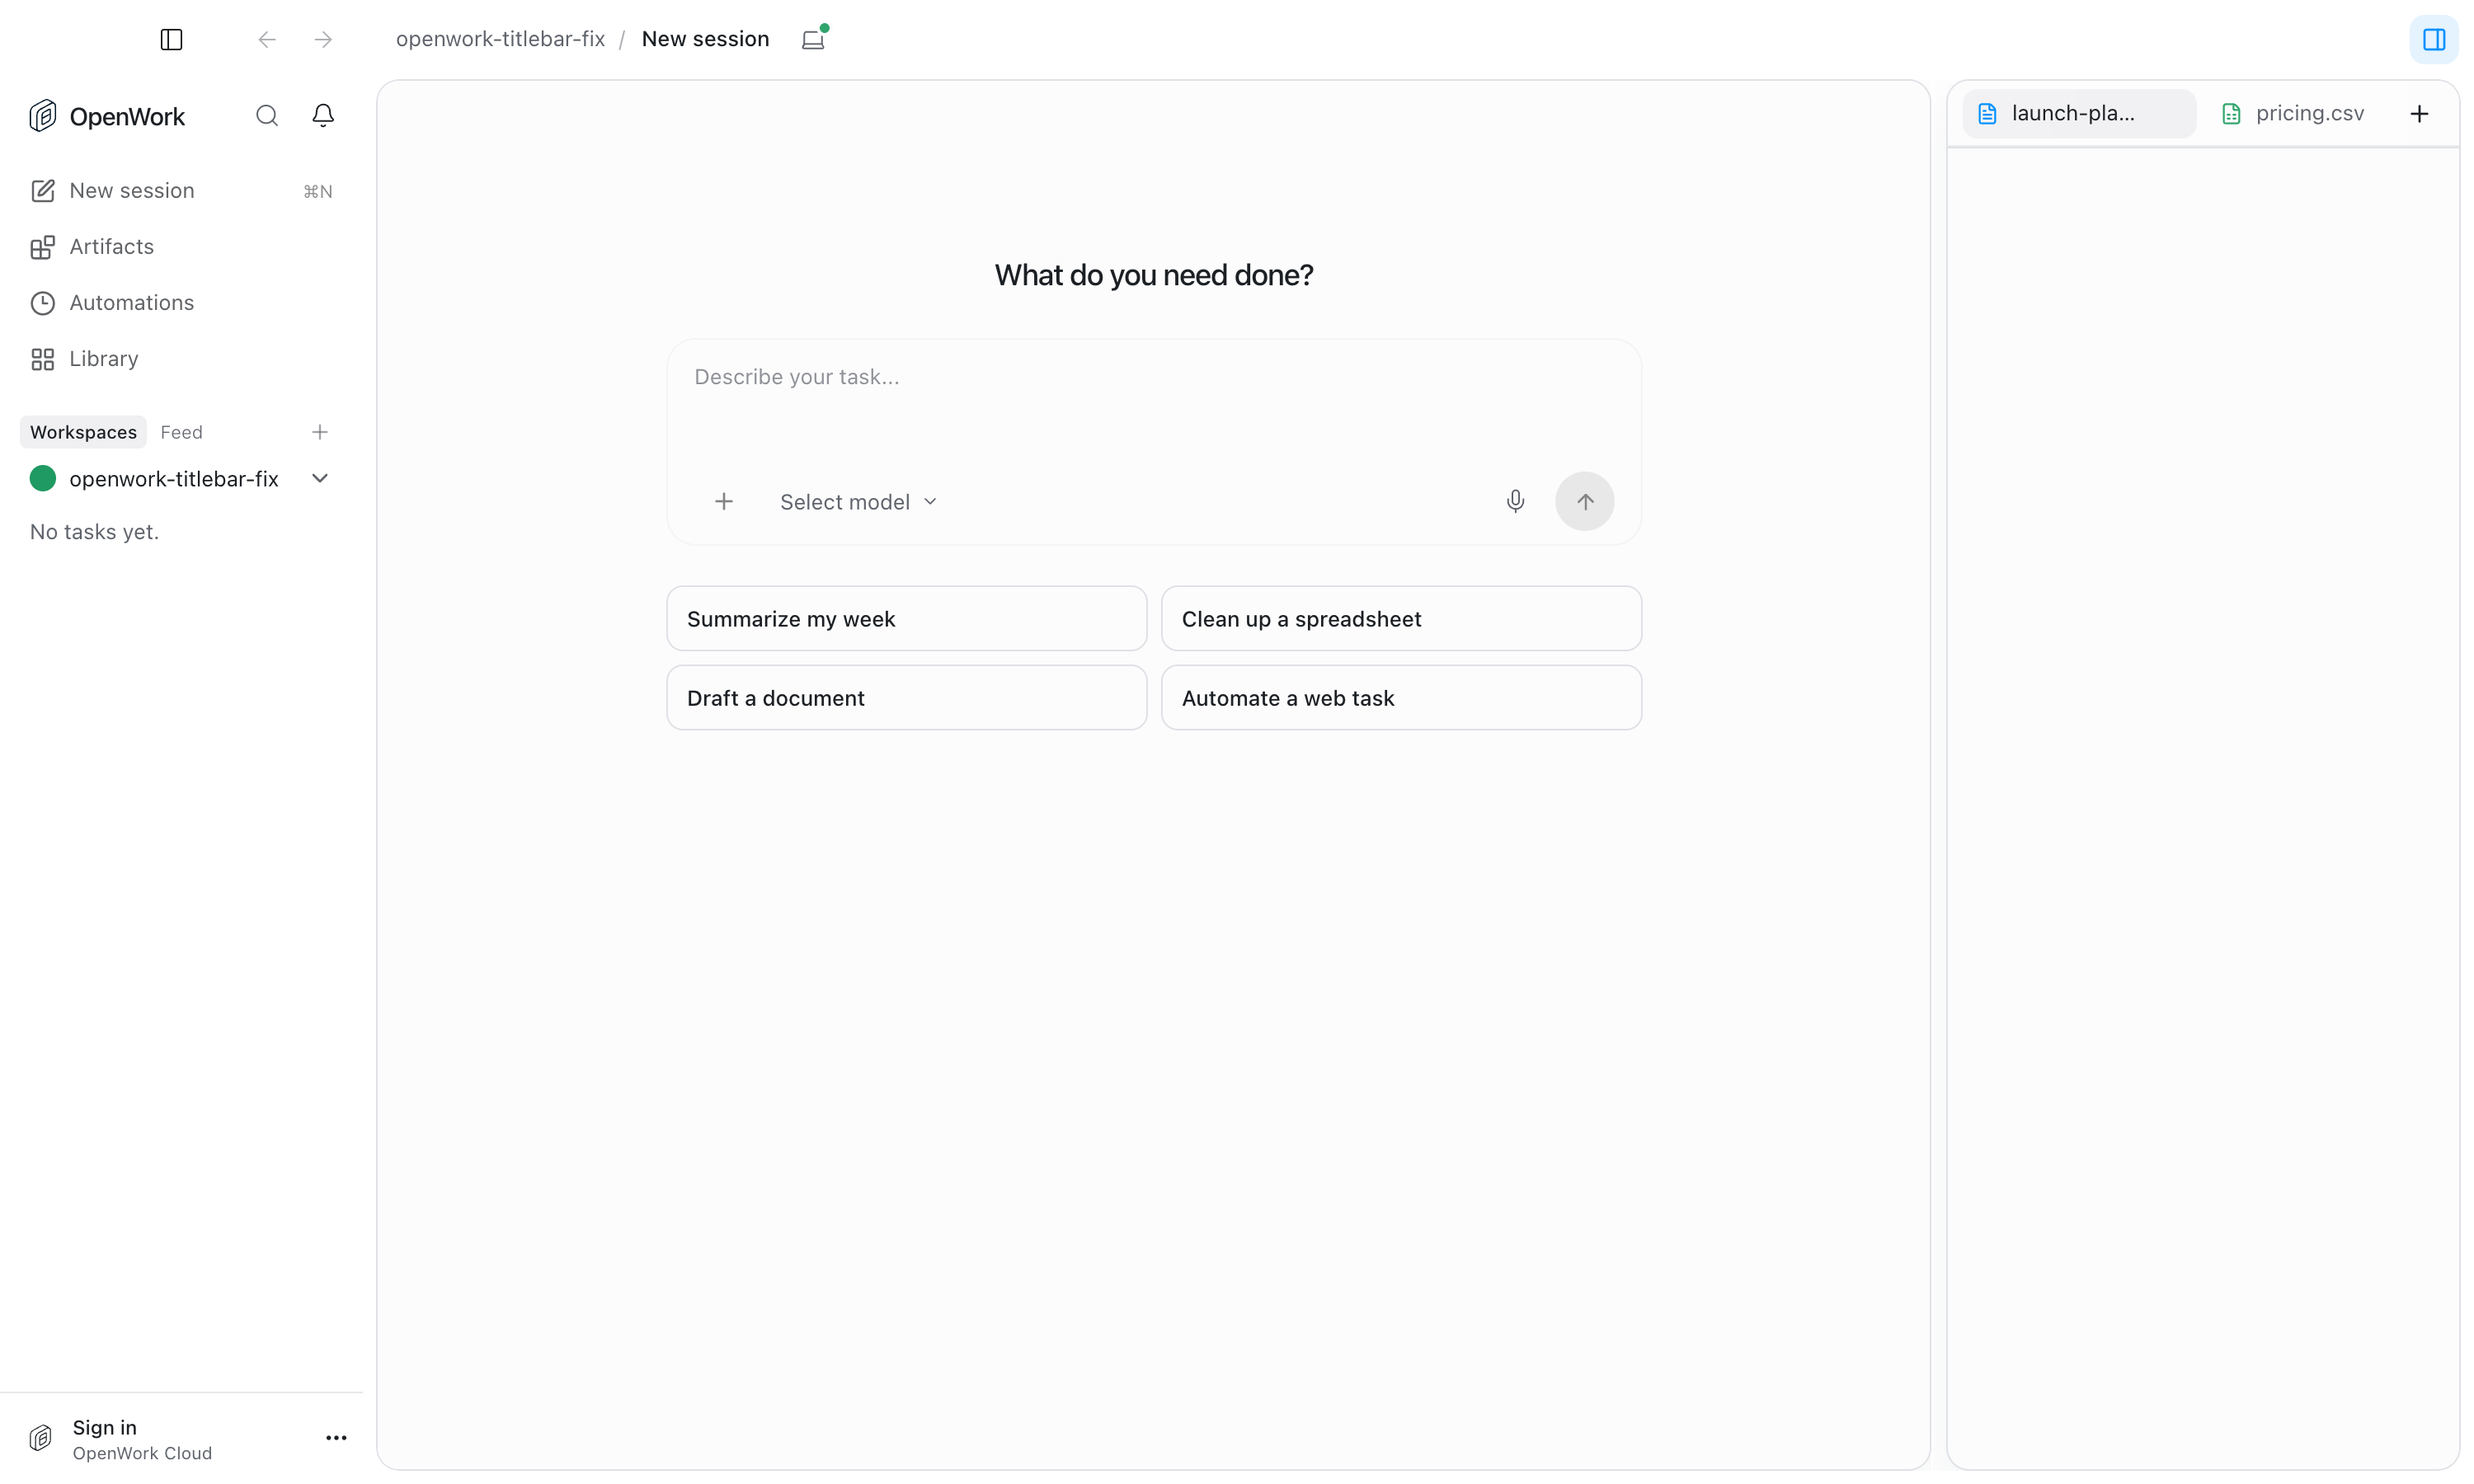 openwork-titlebar-fix / New session
OpenWork
New session ⌘N
Artifacts
Automations
Library
Workspaces Feed
openwork-titlebar-fix
No tasks yet.
Sign in
OpenWork Cloud
What do you need done?
Describe your task...
Select model
Summarize my week
Clean up a spreadsheet
Draft a document
Automate a web task
launch-pla... pricing.csv